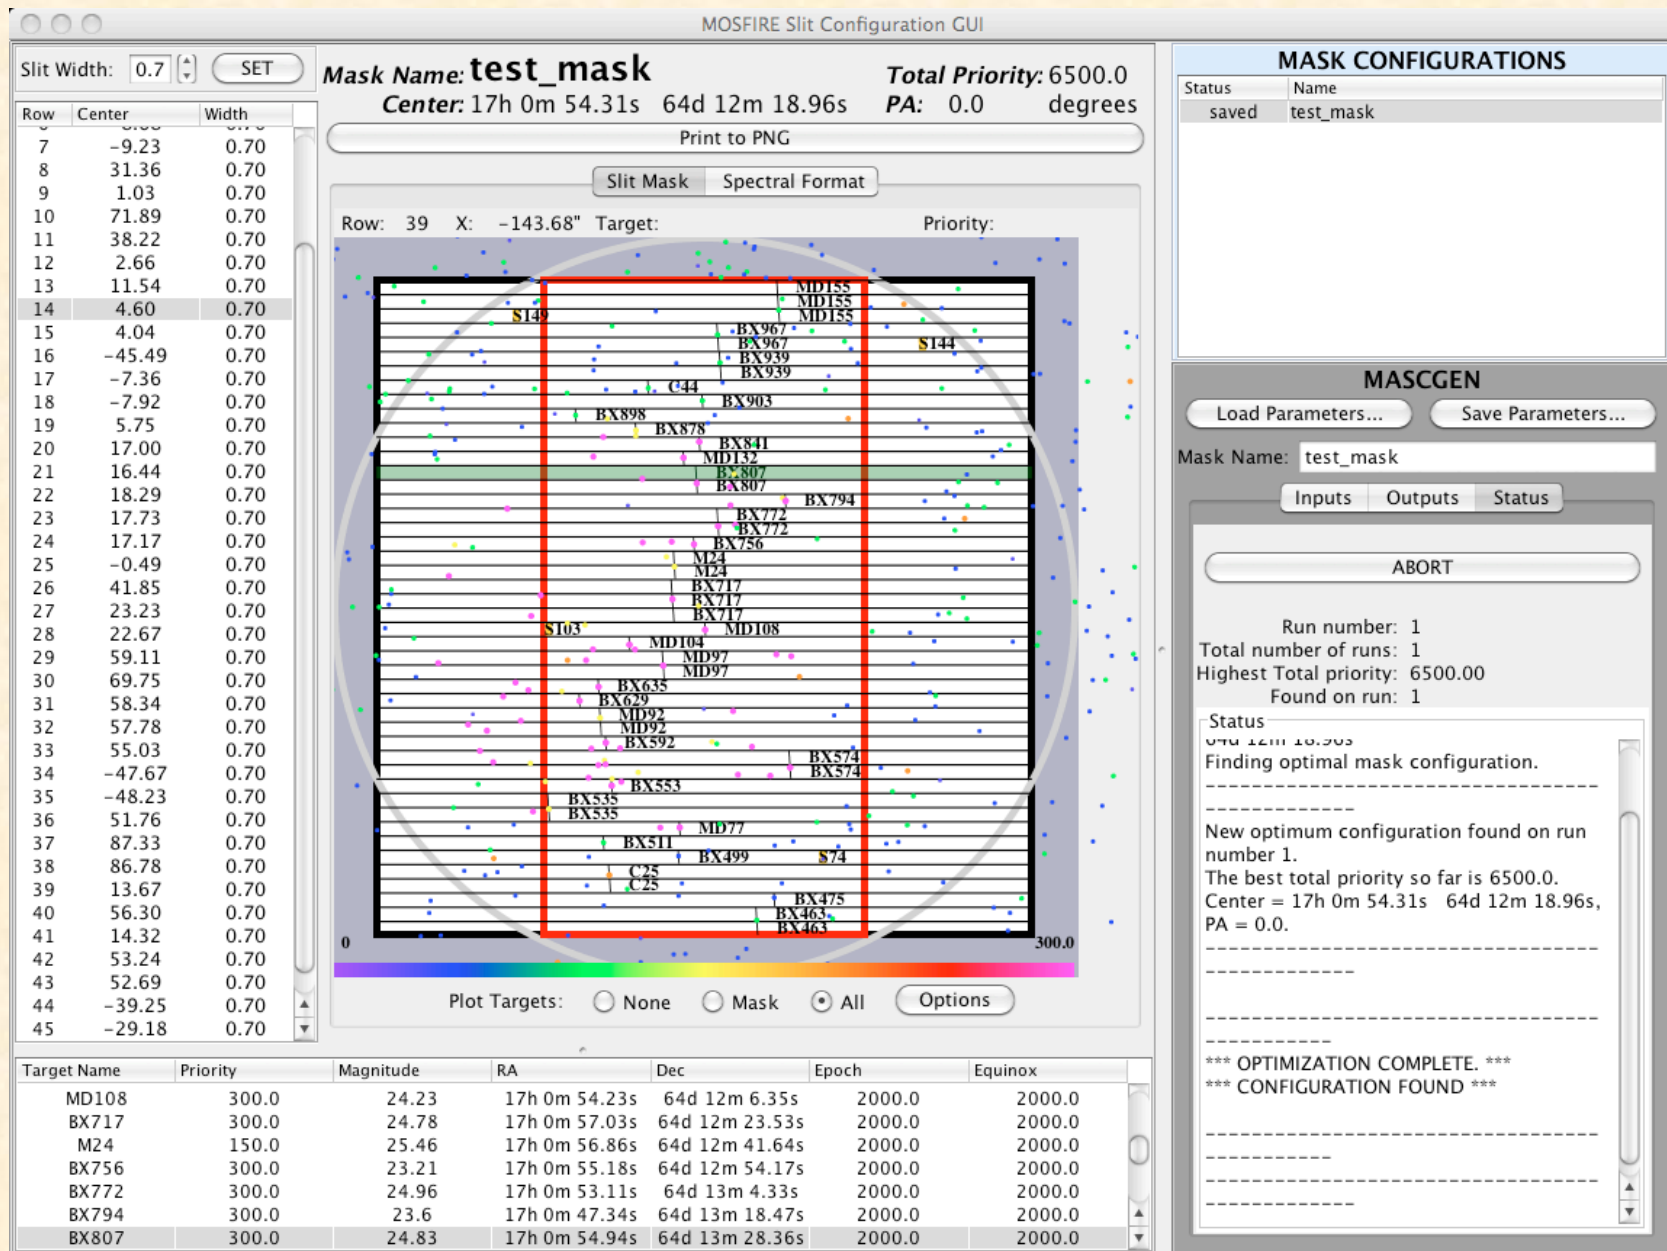 MOSFIRE Slit Configuration GUI
Slit Width: 0.7 SET
Row Center Width
7 -9.23 0.70
8 31.36 0.70
9 1.03 0.70
10 71.89 0.70
11 38.22 0.70
12 2.66 0.70
13 11.54 0.70
14 4.60 0.70
15 4.04 0.70
16 -45.49 0.70
17 -7.36 0.70
18 -7.92 0.70
19 5.75 0.70
20 17.00 0.70
21 16.44 0.70
22 18.29 0.70
23 17.73 0.70
24 17.17 0.70
25 -0.49 0.70
26 41.85 0.70
27 23.23 0.70
28 22.67 0.70
29 59.11 0.70
30 69.75 0.70
31 58.34 0.70
32 57.78 0.70
33 55.03 0.70
34 -47.67 0.70
35 -48.23 0.70
36 51.76 0.70
37 87.33 0.70
38 86.78 0.70
39 13.67 0.70
40 56.30 0.70
41 14.32 0.70
42 53.24 0.70
43 52.69 0.70
44 -39.25 0.70
45 -29.18 0.70
Mask Name: test_mask Total Priority: 6500.0
Center: 17h 0m 54.31s 64d 12m 18.96s PA: 0.0 degrees
Print to PNG
Slit Mask Spectral Format
Row: 39 X: -143.68" Target: Priority:
MD155
MD155
S149 MD155
BX967
BX967 S144
BX939
BX939
C44
BX903
BX898
BX878
BX841
MD132
BX807
BX807
BX794
BX772
BX772
BX756
M24
M24
BX717
BX717
BX717
S103 MD108
MD104
MD97
MD97
BX635
BX629
MD92
MD92
BX592
BX574
BX574
BX553
BX535
BX535
MD77
BX511
BX499 S74
C25
C25
BX475
BX463
BX463
0 300.0
Plot Targets: None Mask All Options
Target Name Priority Magnitude RA Dec Epoch Equinox
MD108 300.0 24.23 17h 0m 54.23s 64d 12m 6.35s 2000.0 2000.0
BX717 300.0 24.78 17h 0m 57.03s 64d 12m 23.53s 2000.0 2000.0
M24 150.0 25.46 17h 0m 56.86s 64d 12m 41.64s 2000.0 2000.0
BX756 300.0 23.21 17h 0m 55.18s 64d 12m 54.17s 2000.0 2000.0
BX772 300.0 24.96 17h 0m 53.11s 64d 13m 4.33s 2000.0 2000.0
BX794 300.0 23.6 17h 0m 47.34s 64d 13m 18.47s 2000.0 2000.0
BX807 300.0 24.83 17h 0m 54.94s 64d 13m 28.36s 2000.0 2000.0
MASK CONFIGURATIONS
Status Name
saved test_mask
MASCGEN
Load Parameters... Save Parameters...
Mask Name: test_mask
Inputs Outputs Status
ABORT
Run number: 1
Total number of runs: 1
Highest Total priority: 6500.00
Found on run: 1
Status
64d 12m 18.96s
Finding optimal mask configuration.
-----------------------------------
-------------
New optimum configuration found on run
number 1.
The best total priority so far is 6500.0.
Center = 17h 0m 54.31s 64d 12m 18.96s,
PA = 0.0.
-----------------------------------
-------------
-----------------------------------
-----------
*** OPTIMIZATION COMPLETE. ***
*** CONFIGURATION FOUND ***
-----------------------------------
-----------
-----------------------------------
-------------